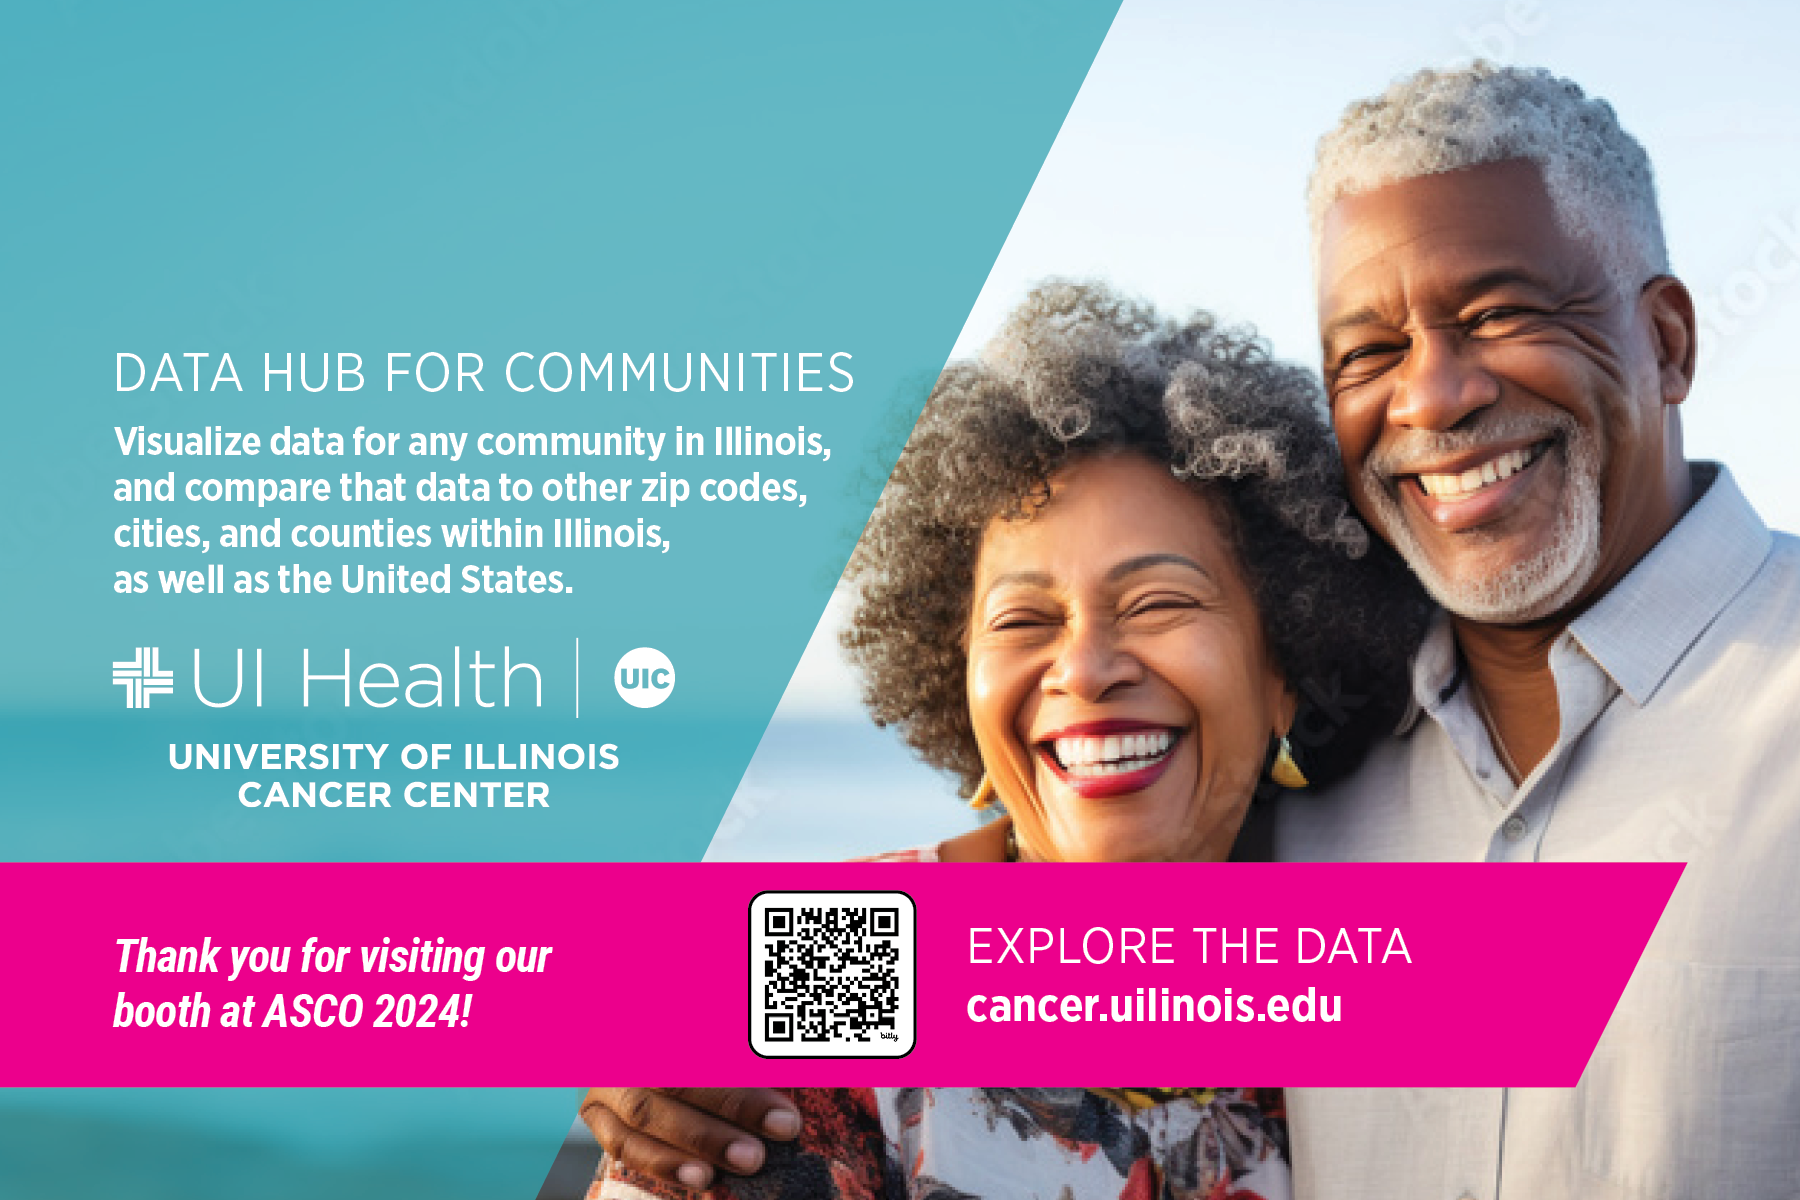 DATA HUB FOR COMMUNITIES
Visualize data for any community in Illinois,
and compare that data to other zip codes,
cities, and counties within Illinois,
as well as the United States.
UI Health | UIC
UNIVERSITY OF ILLINOIS
CANCER CENTER
Thank you for visiting our
booth at ASCO 2024!
bitly
EXPLORE THE DATA
cancer.uilinois.edu